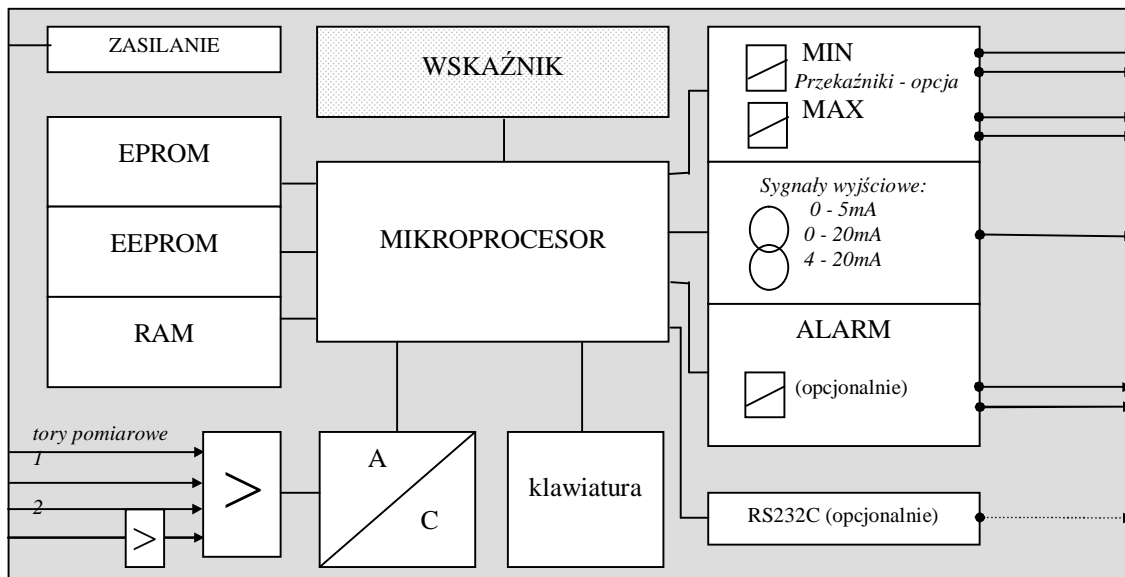 ZASILANIE
WSKAŹNIK
MIN
Przekaźniki - opcja
MAX
EPROM
EEPROM
RAM
MIKROPROCESOR
Sygnały wyjściowe:
0 - 5mA
0 - 20mA
4 - 20mA
ALARM
(opcjonalnie)
tory pomiarowe
1
2
>
>
A
C
klawiatura
RS232C (opcjonalnie)